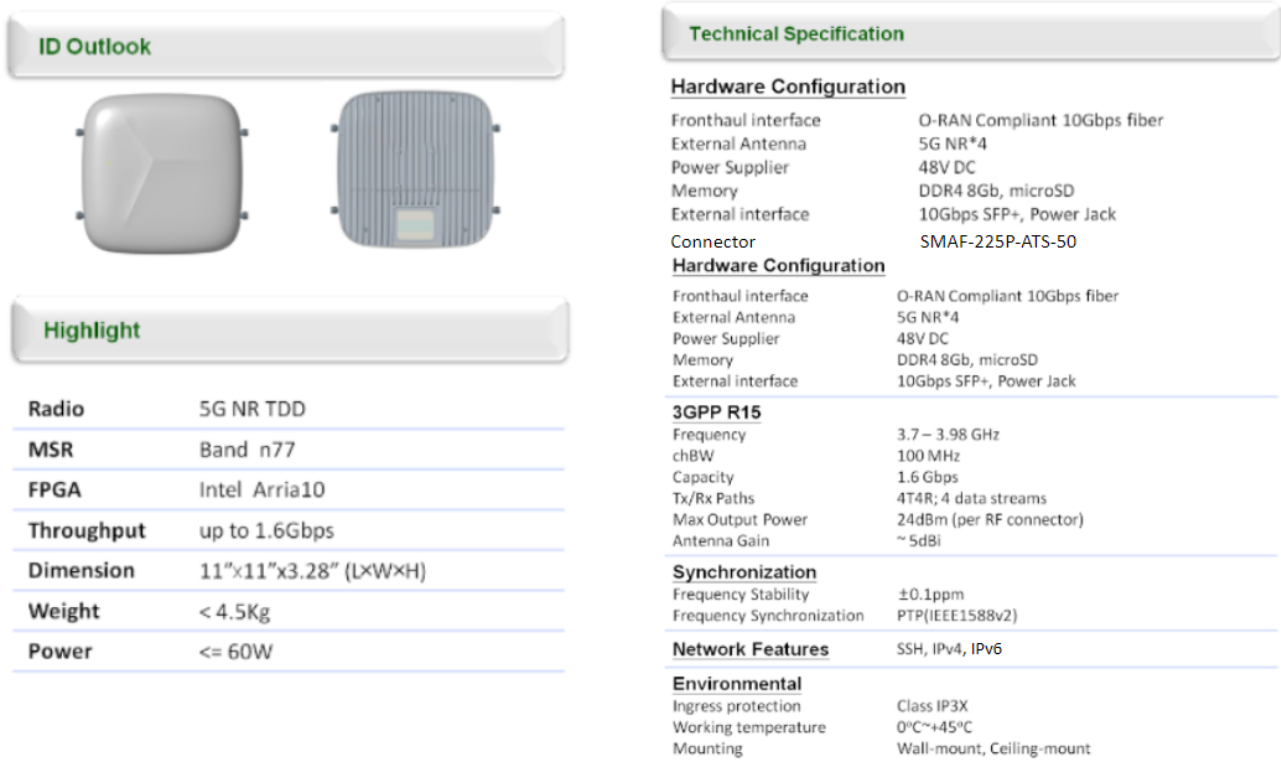 ID Outlook
Highlight
Radio 5G NR TDD
MSR Band n77
FPGA Intel Arria10
Throughput up to 1.6Gbps
Dimension 11”×11”x3.28” (L×W×H)
Weight < 4.5Kg
Power <= 60W
Technical Specification
Hardware Configuration
Fronthaul interface O-RAN Compliant 10Gbps fiber
External Antenna 5G NR*4
Power Supplier 48V DC
Memory DDR4 8Gb, microSD
External interface 10Gbps SFP+, Power Jack
Connector SMAF-225P-ATS-50
Hardware Configuration
Fronthaul interface O-RAN Compliant 10Gbps fiber
External Antenna 5G NR*4
Power Supplier 48V DC
Memory DDR4 8Gb, microSD
External interface 10Gbps SFP+, Power Jack
3GPP R15
Frequency 3.7 – 3.98 GHz
chBW 100 MHz
Capacity 1.6 Gbps
Tx/Rx Paths 4T4R; 4 data streams
Max Output Power 24dBm (per RF connector)
Antenna Gain ~ 5dBi
Synchronization
Frequency Stability ±0.1ppm
Frequency Synchronization PTP(IEEE1588v2)
Network Features SSH, IPv4, IPv6
Environmental
Ingress protection Class IP3X
Working temperature 0°C~+45°C
Mounting Wall-mount, Ceiling-mount